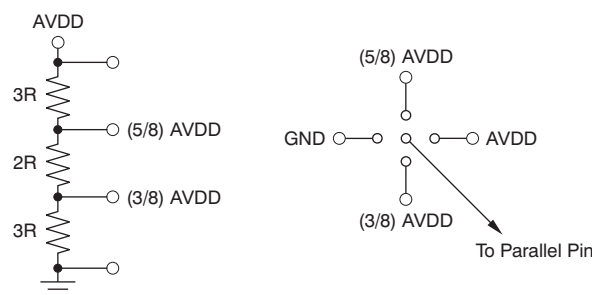 AVDD
3R
(5/8) AVDD
2R
(3/8) AVDD
3R
(5/8) AVDD
GND
AVDD
(3/8) AVDD
To Parallel Pin